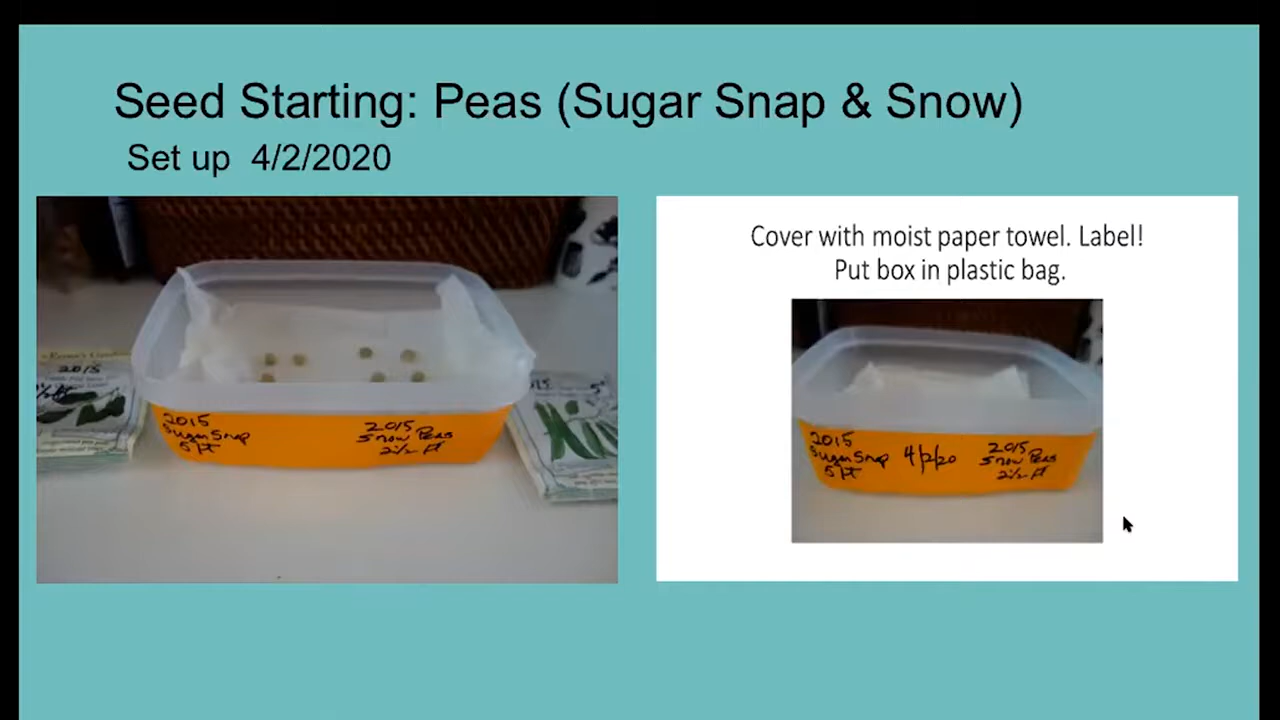 Seed Starting: Peas (Sugar Snap & Snow)
Set up 4/2/2020
2015
2015
Sugar Snap
5 ft
2015
Snow Peas
2½ ft
Cover with moist paper towel. Label!
Put box in plastic bag.
2015
Sugar Snap
5 ft
4/2/20
2015
Snow Peas
2½ ft